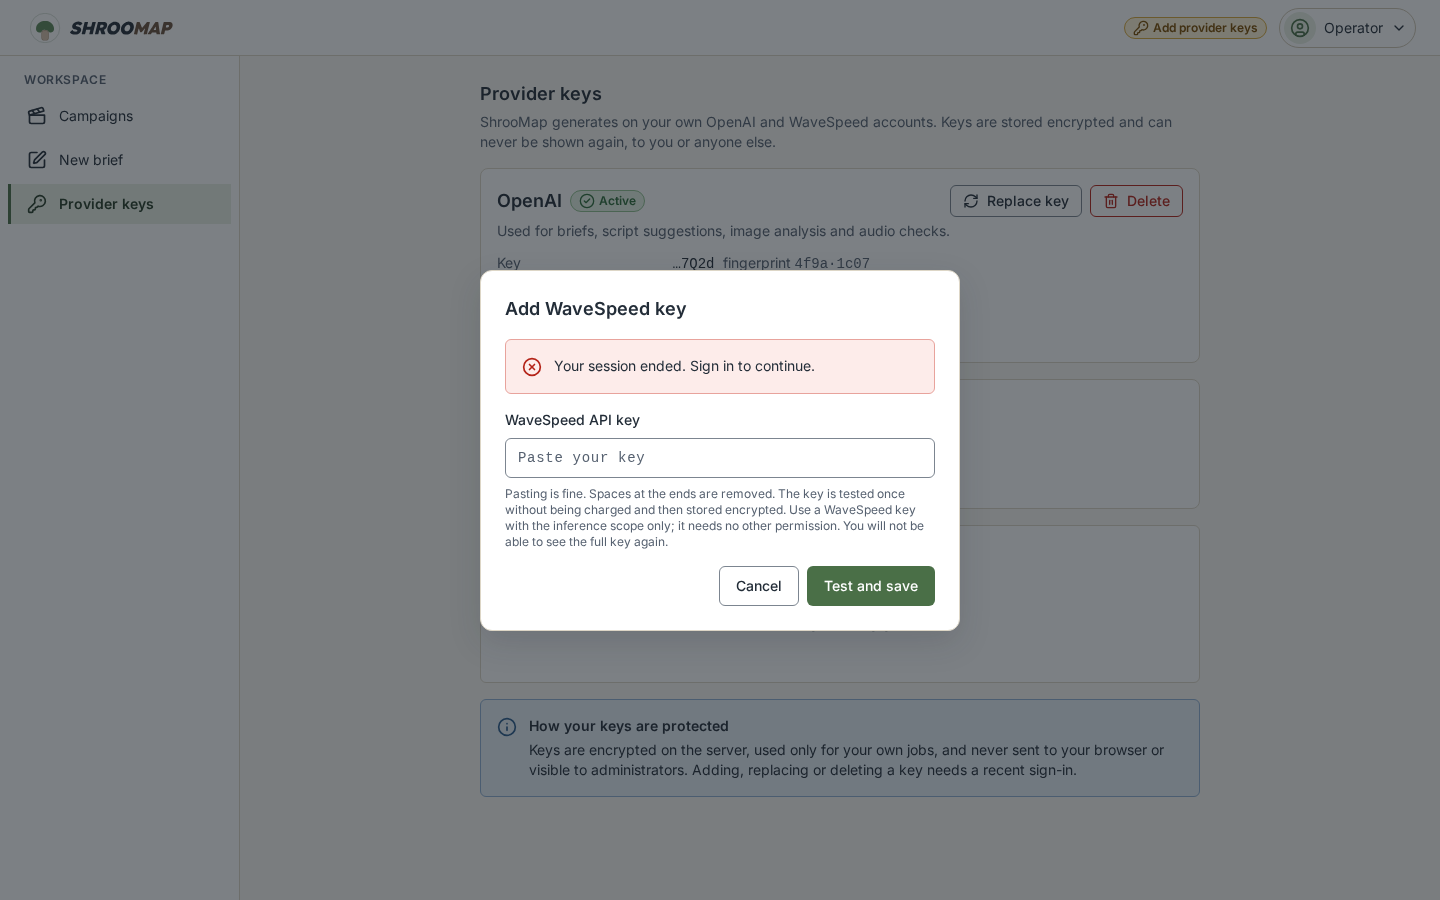 SHROOMAP
Add provider keys
Operator
WORKSPACE
Campaigns
New brief
Provider keys
Provider keys
ShrooMap generates on your own OpenAI and WaveSpeed accounts. Keys are stored encrypted and can
never be shown again, to you or anyone else.
OpenAI
Active
Replace key
Delete
Used for briefs, script suggestions, image analysis and audio checks.
Key
…7Q2d fingerprint 4f9a·1c07
Add WaveSpeed key
Your session ended. Sign in to continue.
WaveSpeed API key
Paste your key
Pasting is fine. Spaces at the ends are removed. The key is tested once
without being charged and then stored encrypted. Use a WaveSpeed key
with the inference scope only; it needs no other permission. You will not be
able to see the full key again.
Cancel
Test and save
How your keys are protected
Keys are encrypted on the server, used only for your own jobs, and never sent to your browser or
visible to administrators. Adding, replacing or deleting a key needs a recent sign-in.